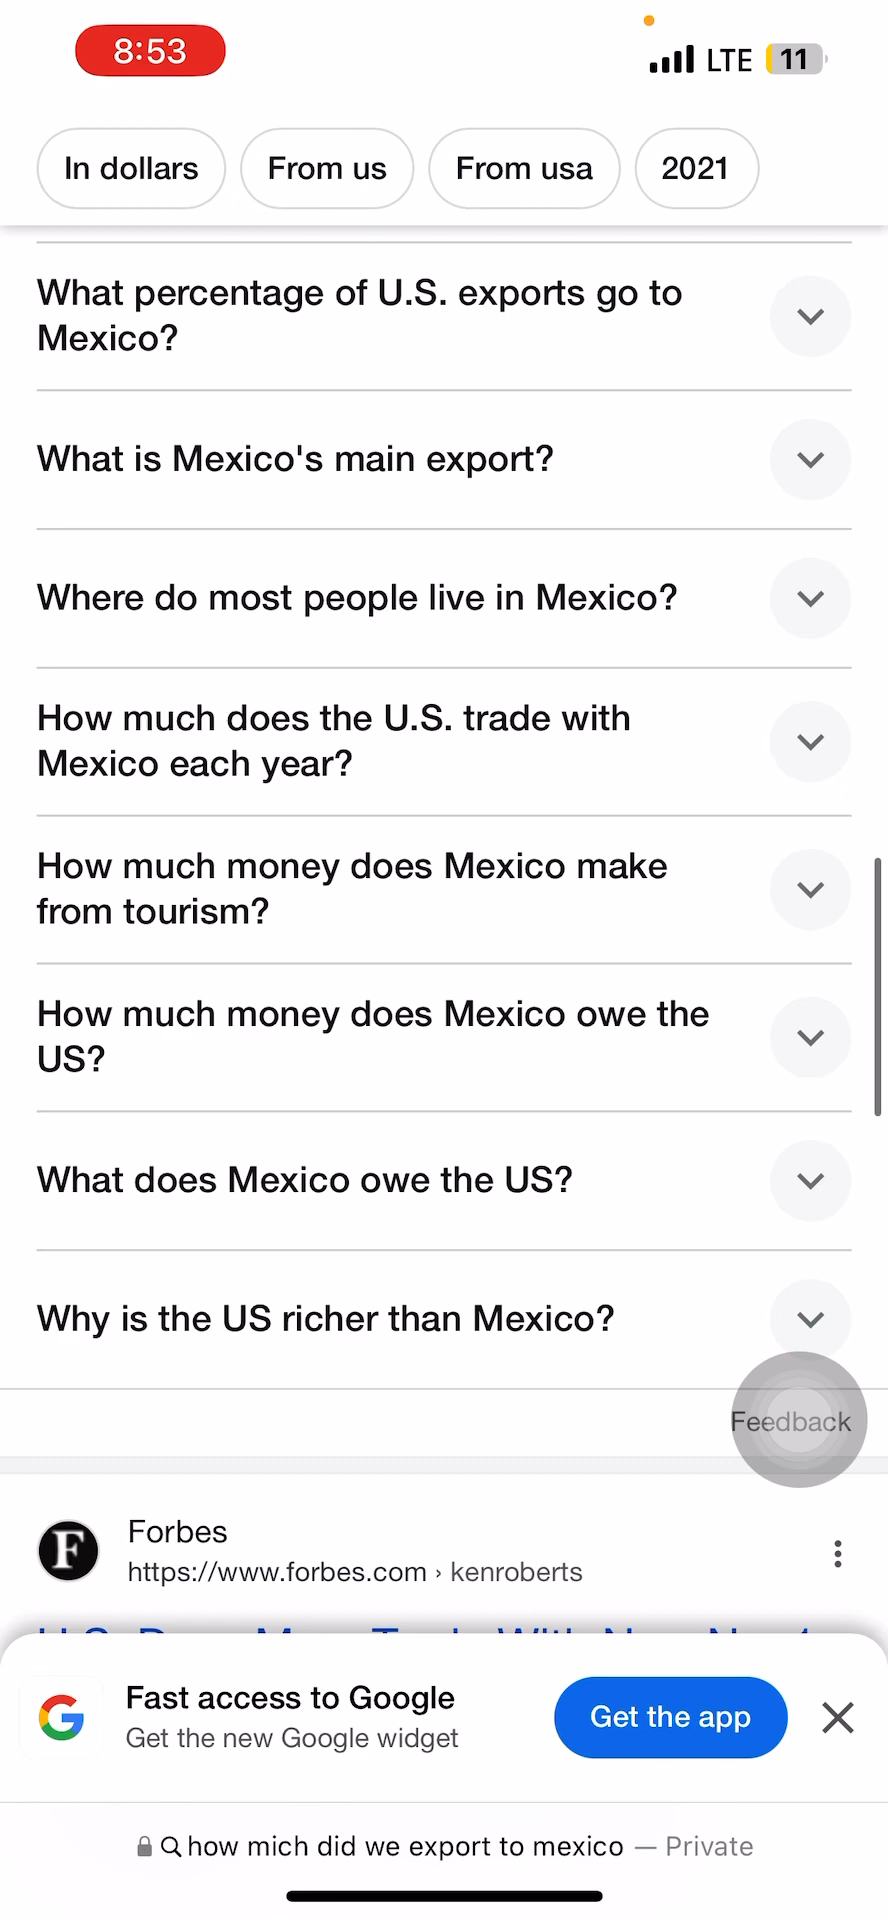 8:53
LTE 11
In dollars
From us
From usa
2021
What percentage of U.S. exports go to
Mexico?
What is Mexico's main export?
Where do most people live in Mexico?
How much does the U.S. trade with
Mexico each year?
How much money does Mexico make
from tourism?
How much money does Mexico owe the
US?
What does Mexico owe the US?
Why is the US richer than Mexico?
Feedback
F
Forbes
https://www.forbes.com › kenroberts
Fast access to Google
Get the new Google widget
Get the app
how mich did we export to mexico — Private